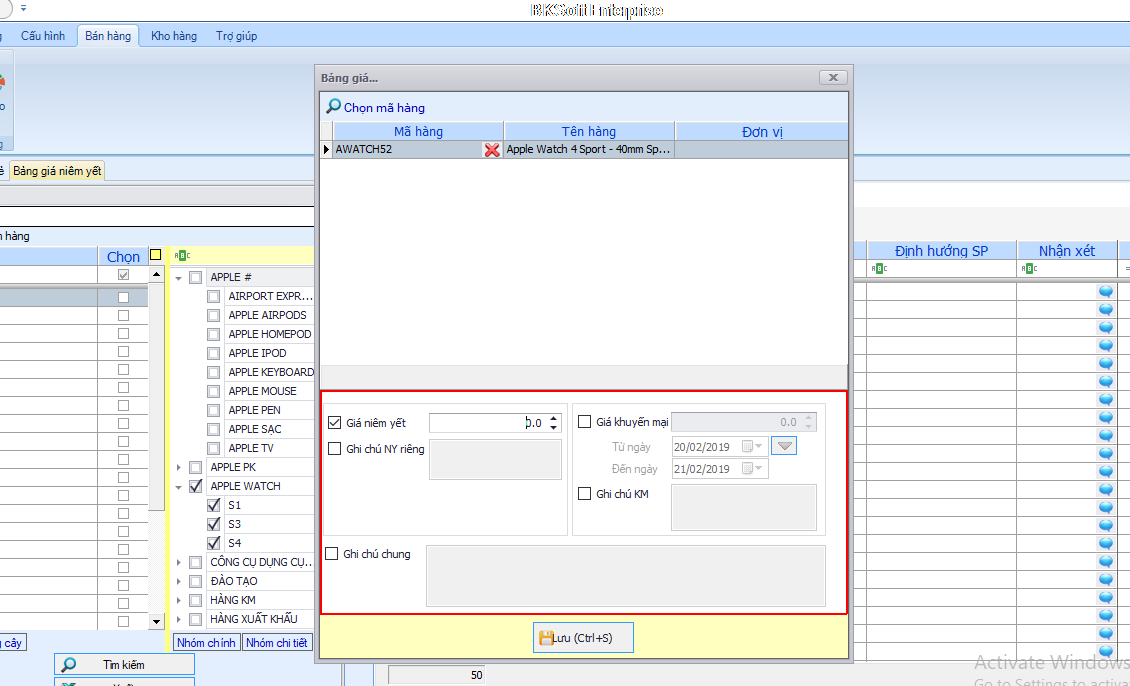 BKSoft Enterprise
Cấu hình Bán hàng Kho hàng Trợ giúp
Bảng giá niêm yết
Bảng giá...
Chọn mã hàng
Mã hàng Tên hàng Đơn vị
AWATCH52 Apple Watch 4 Sport - 40mm Sp...
Giá niêm yết 0.0
Ghi chú NY riêng
Giá khuyến mại 0.0
Từ ngày 20/02/2019
Đến ngày 21/02/2019
Ghi chú KM
Ghi chú chung
Lưu (Ctrl+S)
hàng
Chọn
ABC
APPLE #
AIRPORT EXPR...
APPLE AIRPODS
APPLE HOMEPOD
APPLE IPOD
APPLE KEYBOARD
APPLE MOUSE
APPLE PEN
APPLE SẠC
APPLE TV
APPLE PK
APPLE WATCH
S1
S3
S4
CÔNG CỤ DỤNG CỤ...
ĐÀO TẠO
HÀNG KM
HÀNG XUẤT KHẨU
cây Nhóm chính Nhóm chi tiết
Tìm kiếm
50
Định hướng SP Nhận xét
ABC ABC
Activate Windows
Go to Settings to activa